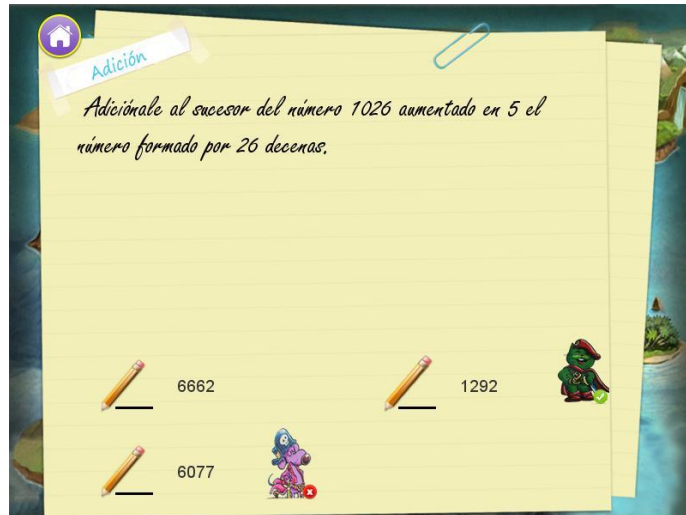 Adición
Adiciónale al sucesor del número 1026 aumentado en 5 el
número formado por 26 decenas.
6662
1292
6077